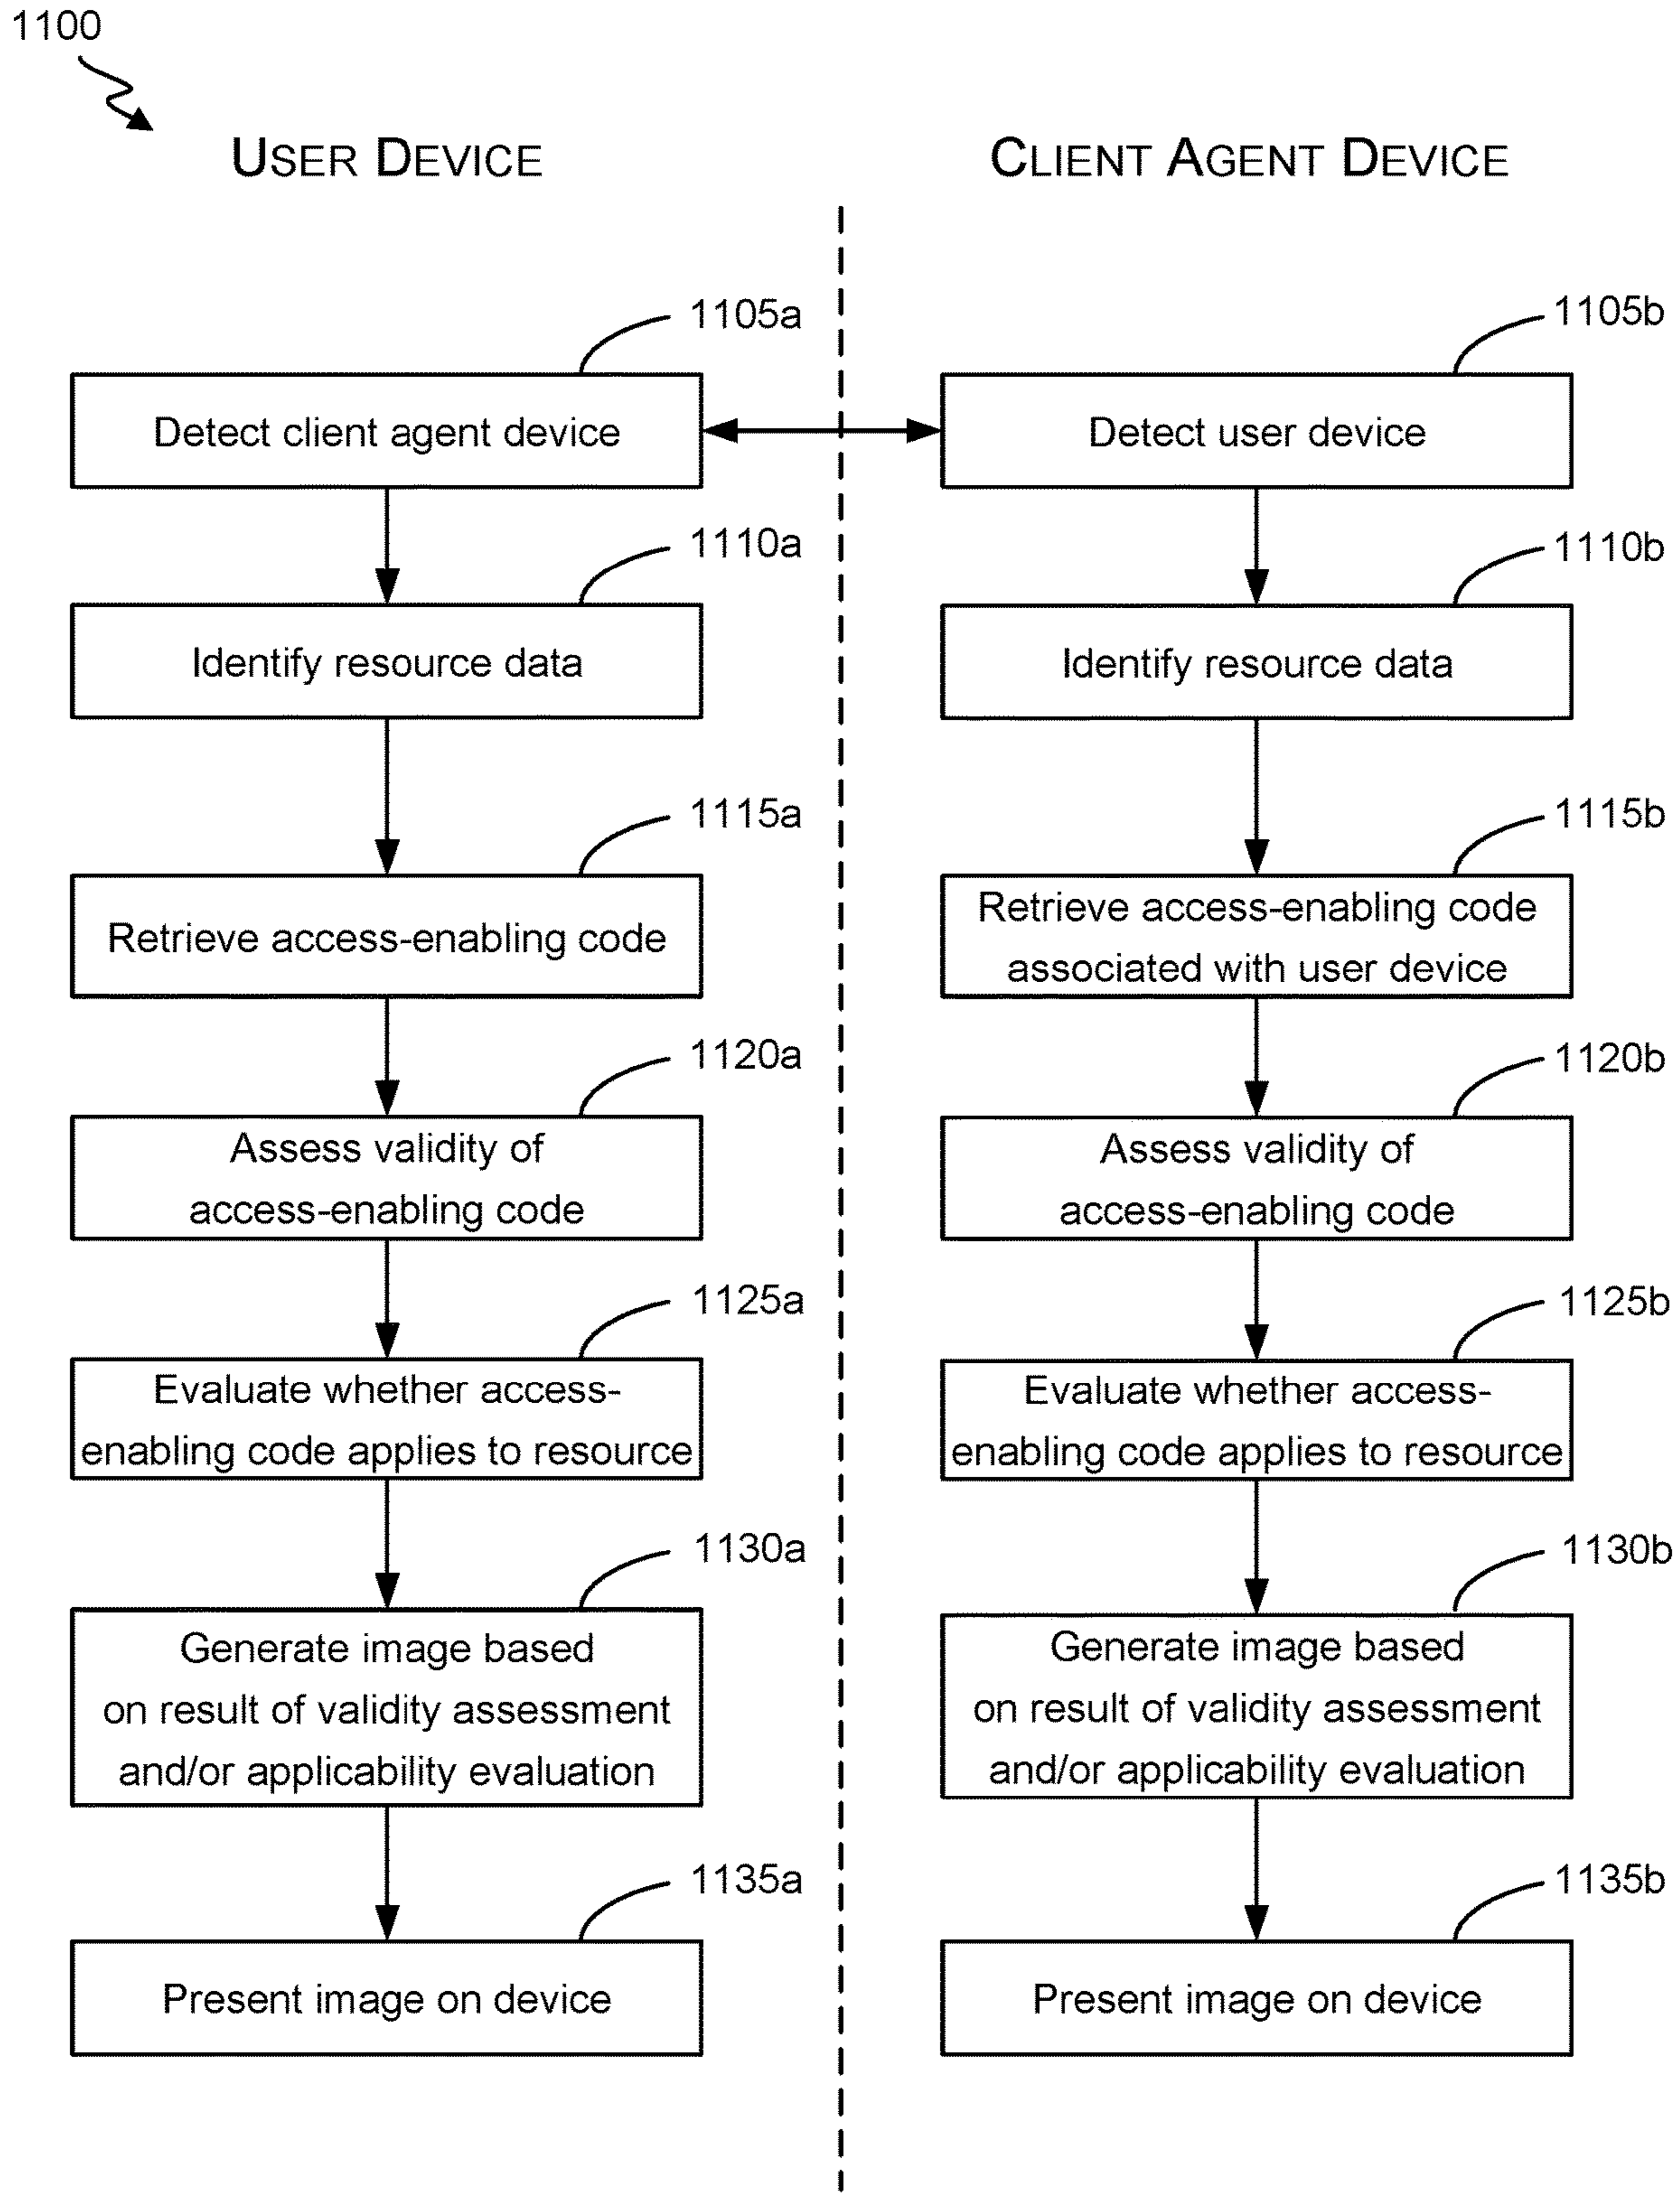 1100
USER DEVICE
CLIENT AGENT DEVICE
1105a
Detect client agent device
1105b
Detect user device
1110a
Identify resource data
1110b
Identify resource data
1115a
Retrieve access-enabling code
1115b
Retrieve access-enabling code
associated with user device
1120a
Assess validity of
access-enabling code
1120b
Assess validity of
access-enabling code
1125a
Evaluate whether access-
enabling code applies to resource
1125b
Evaluate whether access-
enabling code applies to resource
1130a
Generate image based
on result of validity assessment
and/or applicability evaluation
1130b
Generate image based
on result of validity assessment
and/or applicability evaluation
1135a
Present image on device
1135b
Present image on device